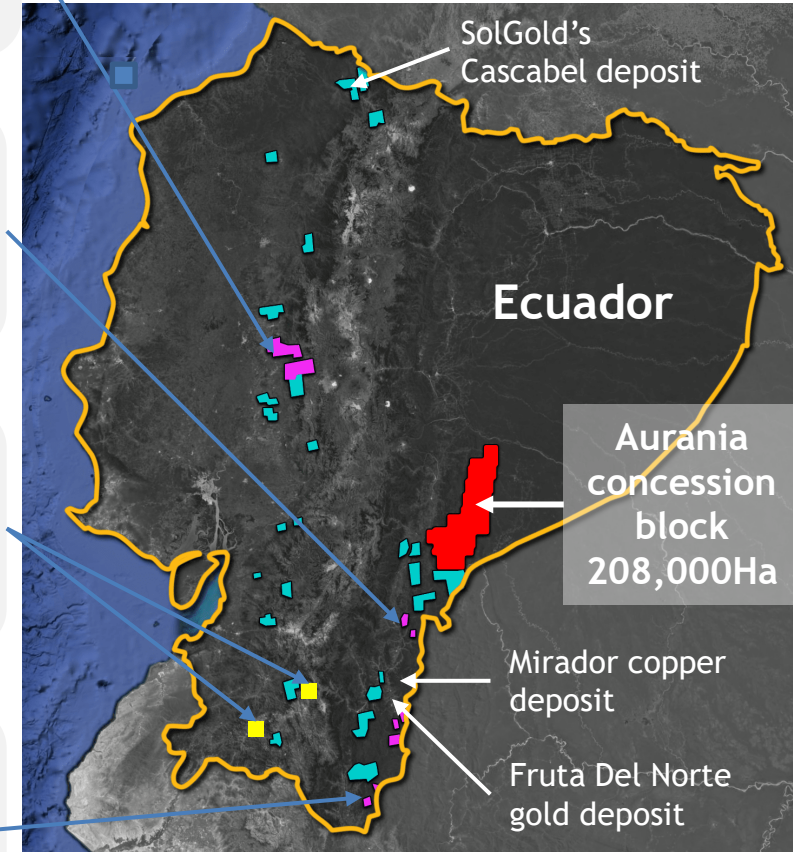 SolGold's
Cascabel deposit
Ecuador
Aurania
concession
block
208,000Ha
Mirador copper
deposit
Fruta Del Norte
gold deposit